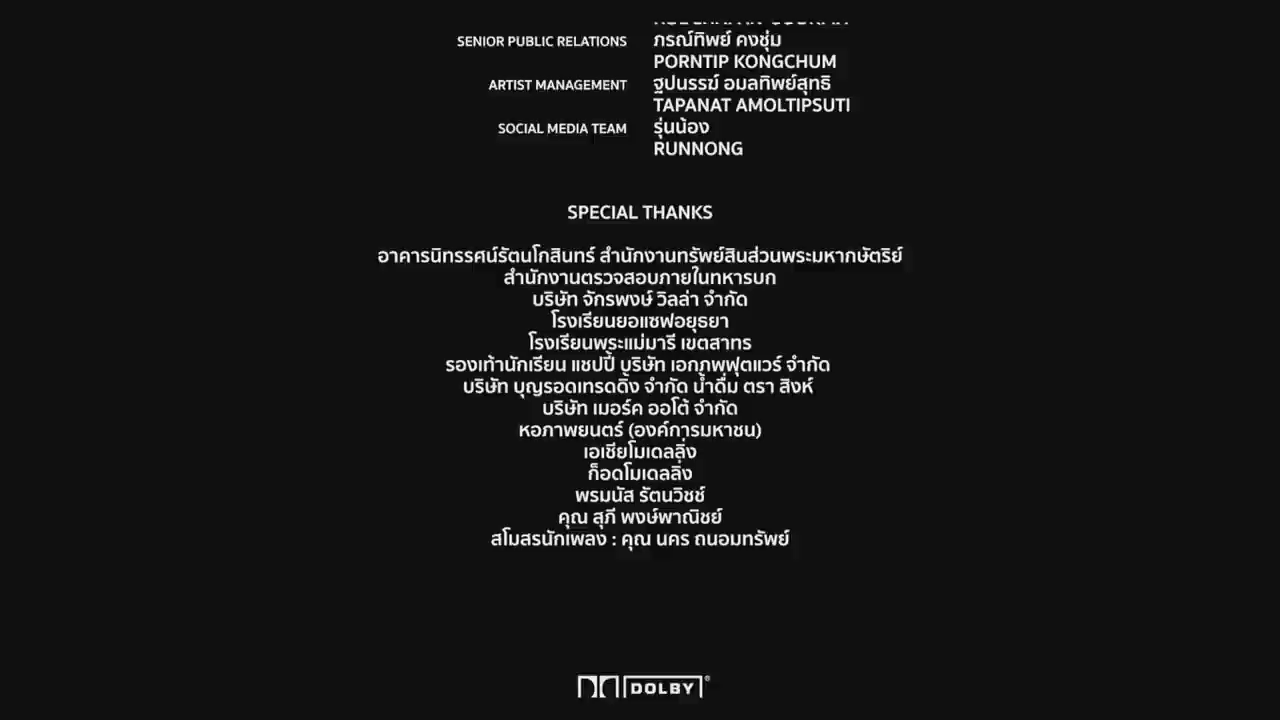 SENIOR PUBLIC RELATIONS ภรณ์ทิพย์ คงชุ่ม
PORNTIP KONGCHUM
ARTIST MANAGEMENT ฐปนรรฆ์ อมลทิพย์สุทธิ
TAPANAT AMOLTIPSUTI
SOCIAL MEDIA TEAM รุ่นน้อง
RUNNONG
SPECIAL THANKS
อาคารนิทรรศน์รัตนโกสินทร์ สำนักงานทรัพย์สินส่วนพระมหากษัตริย์
สำนักงานตรวจสอบภายในทหารบก
บริษัท จักรพงษ์ วิลล่า จำกัด
โรงเรียนยอแซฟอยุธยา
โรงเรียนพระแม่มารี เขตสาทร
รองเท้านักเรียน แชปปี้ บริษัท เอกภพฟุตแวร์ จำกัด
บริษัท บุญรอดเทรดดิ้ง จำกัด น้ำดื่ม ตรา สิงห์
บริษัท เมอร์ค ออโต้ จำกัด
หอภาพยนตร์ (องค์การมหาชน)
เอเชียโมเดลลิ่ง
ก็อดโมเดลลิ่ง
พรมนัส รัตนวิชช์
คุณ สุภี พงษ์พาณิชย์
สโมสรนักเพลง : คุณ นคร ถนอมทรัพย์
DOLBY®